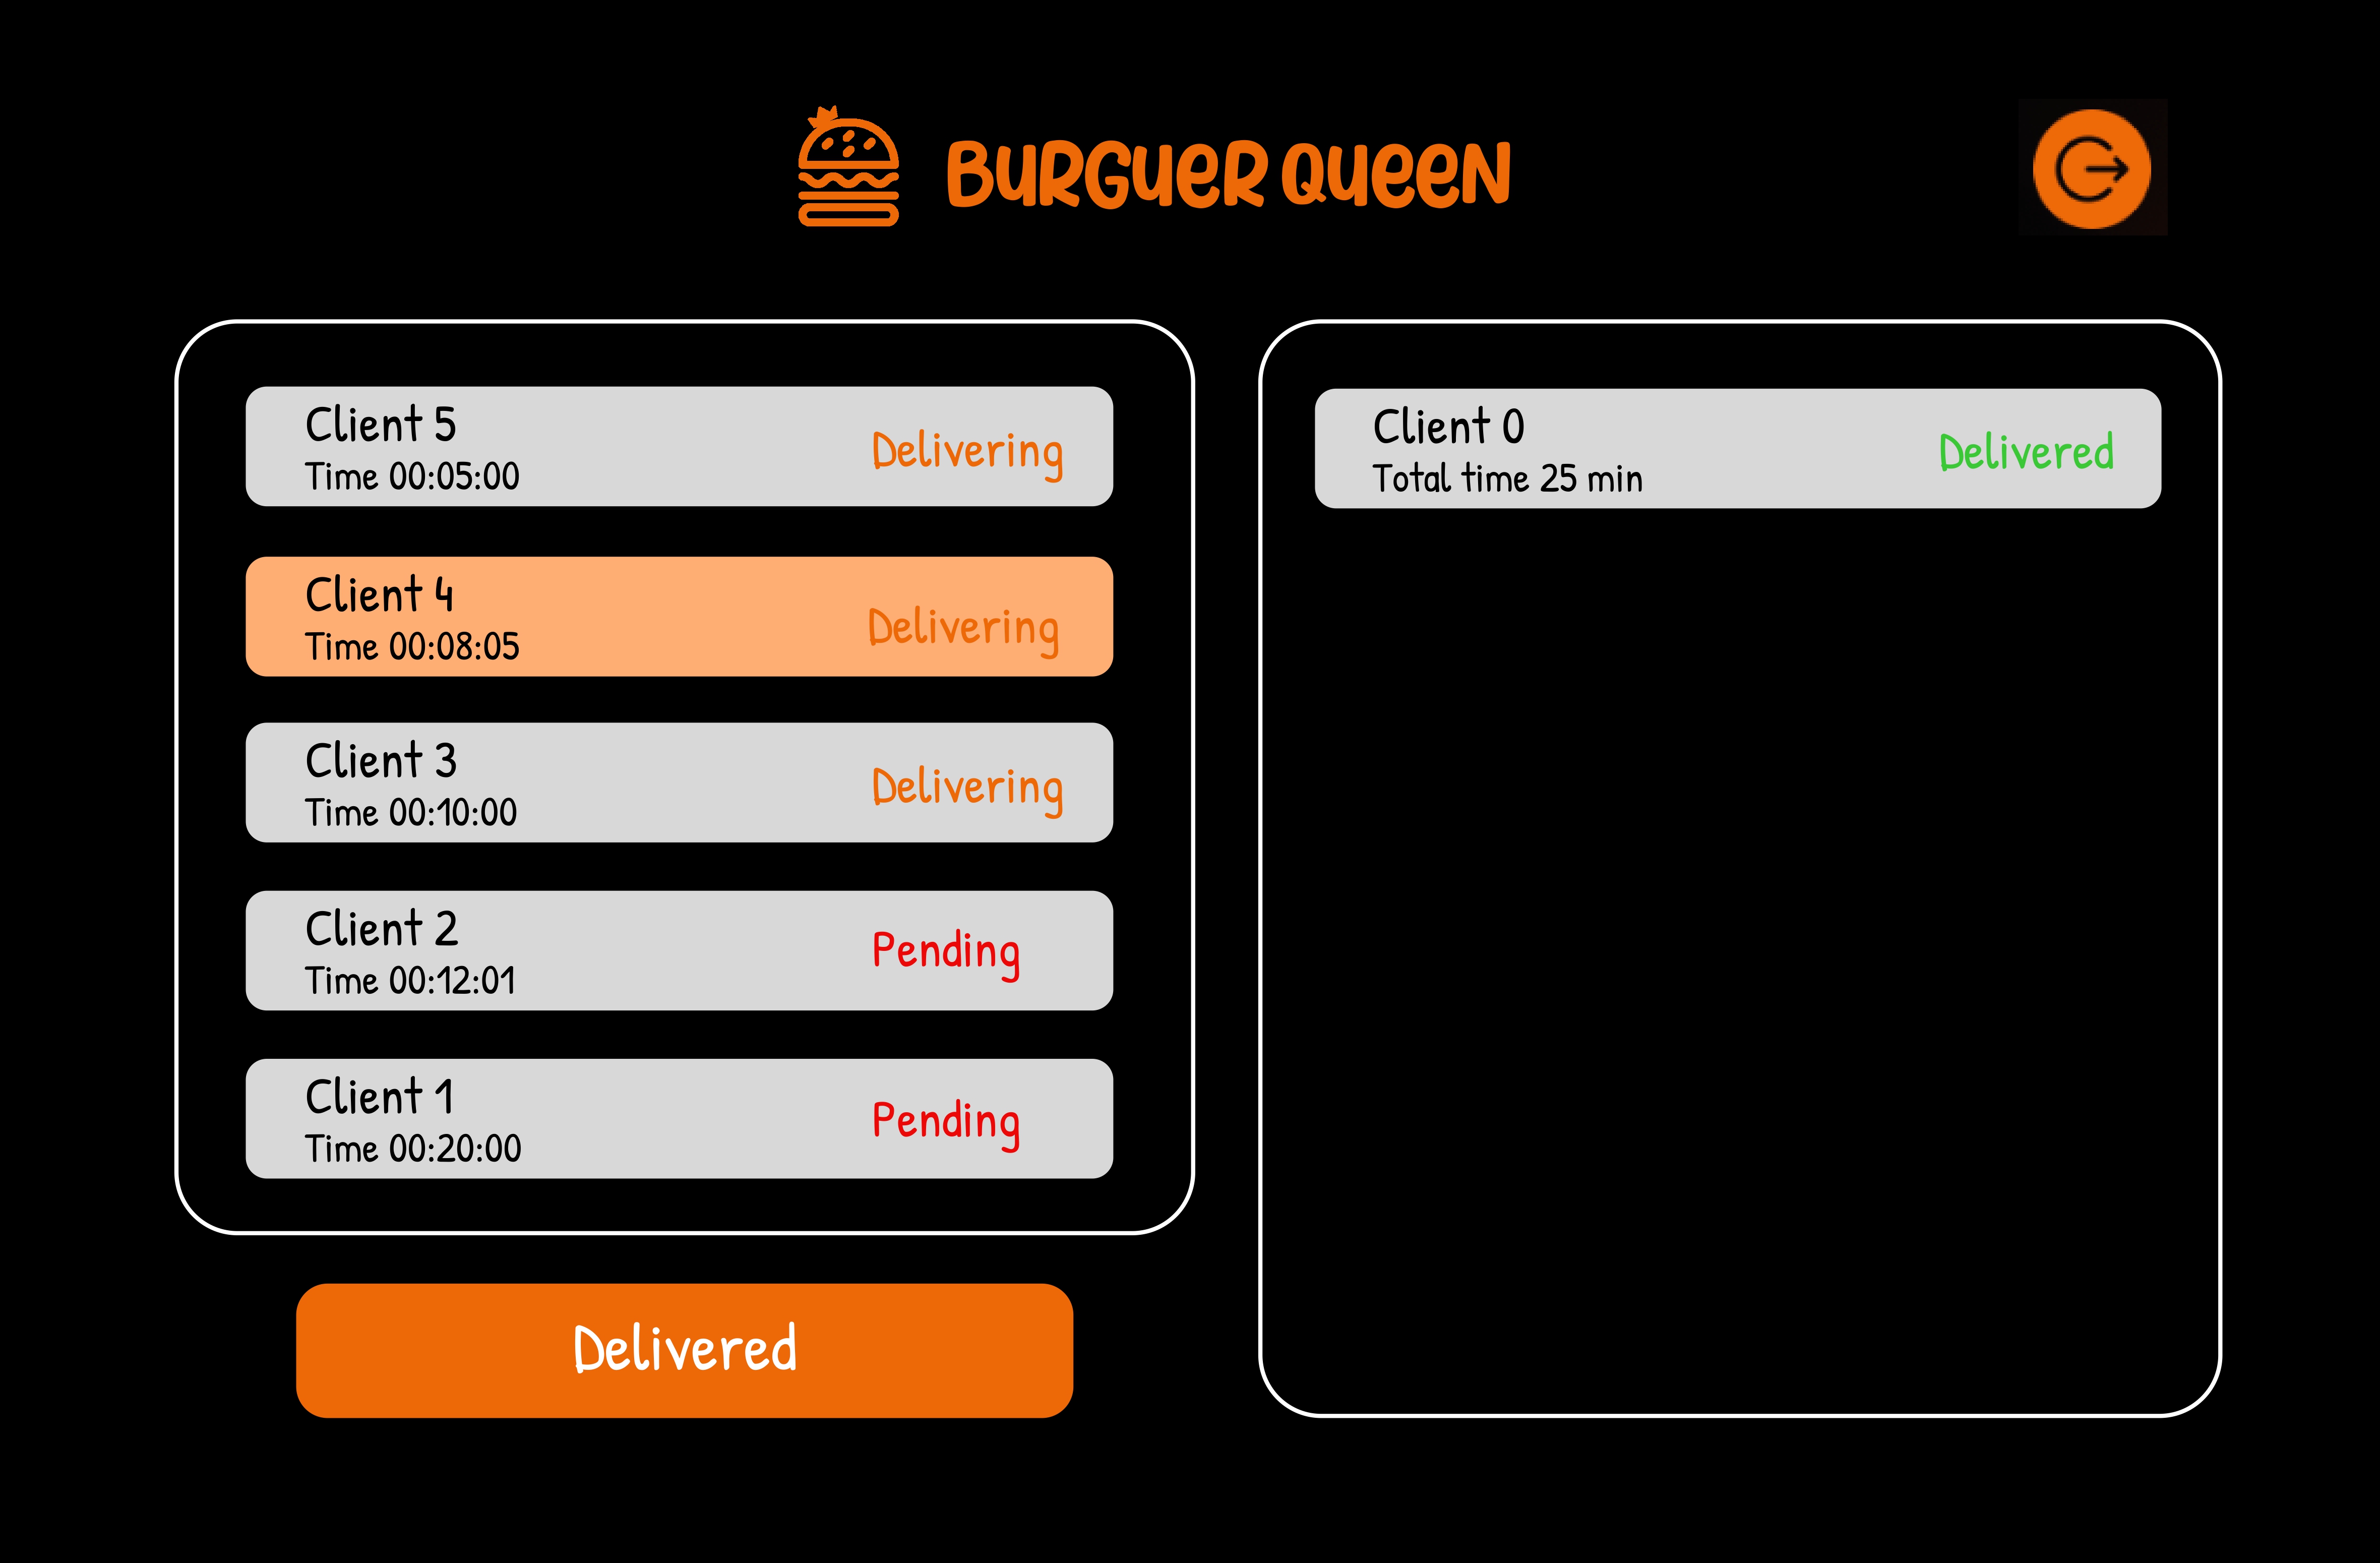 BURGUER QUEEN
Client 5
Time 00:05:00
Delivering
Client 4
Time 00:08:05
Delivering
Client 3
Time 00:10:00
Delivering
Client 2
Time 00:12:01
Pending
Client 1
Time 00:20:00
Pending
Delivered
Client 0
Total time 25 min
Delivered